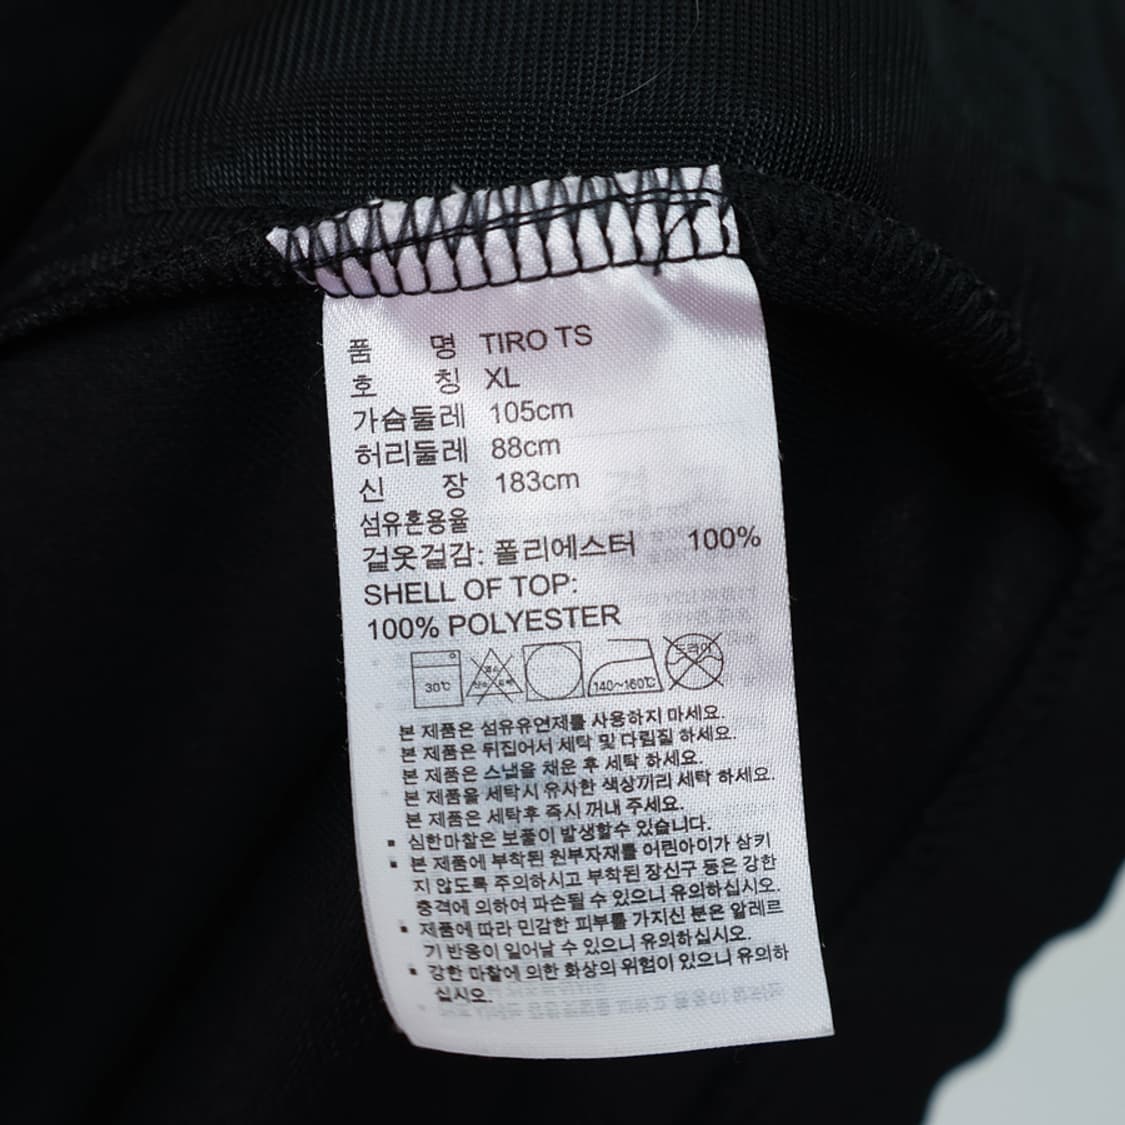 품 명 TIRO TS
호 칭 XL
가슴둘레 105cm
허리둘레 88cm
신 장 183cm
섬유혼용율
겉옷겉감: 폴리에스터 100%
SHELL OF TOP:
100% POLYESTER
30℃ 140~160℃ 드라이
본 제품은 섬유유연제를 사용하지 마세요.
본 제품은 뒤집어서 세탁 및 다림질 하세요.
본 제품은 스냅을 채운 후 세탁 하세요.
본 제품을 세탁시 유사한 색상끼리 세탁 하세요.
본 제품은 세탁후 즉시 꺼내 주세요.
▪ 심한마찰은 보풀이 발생할수 있습니다.
▪ 본 제품에 부착된 원부자재를 어린아이가 삼키
지 않도록 주의하시고 부착된 장신구 등은 강한
충격에 의하여 파손될 수 있으니 유의하십시오.
▪ 제품에 따라 민감한 피부를 가지신 분은 알레르
기 반응이 일어날 수 있으니 유의하십시오.
▪ 강한 마찰에 의한 화상의 위험이 있으니 유의하
십시오.